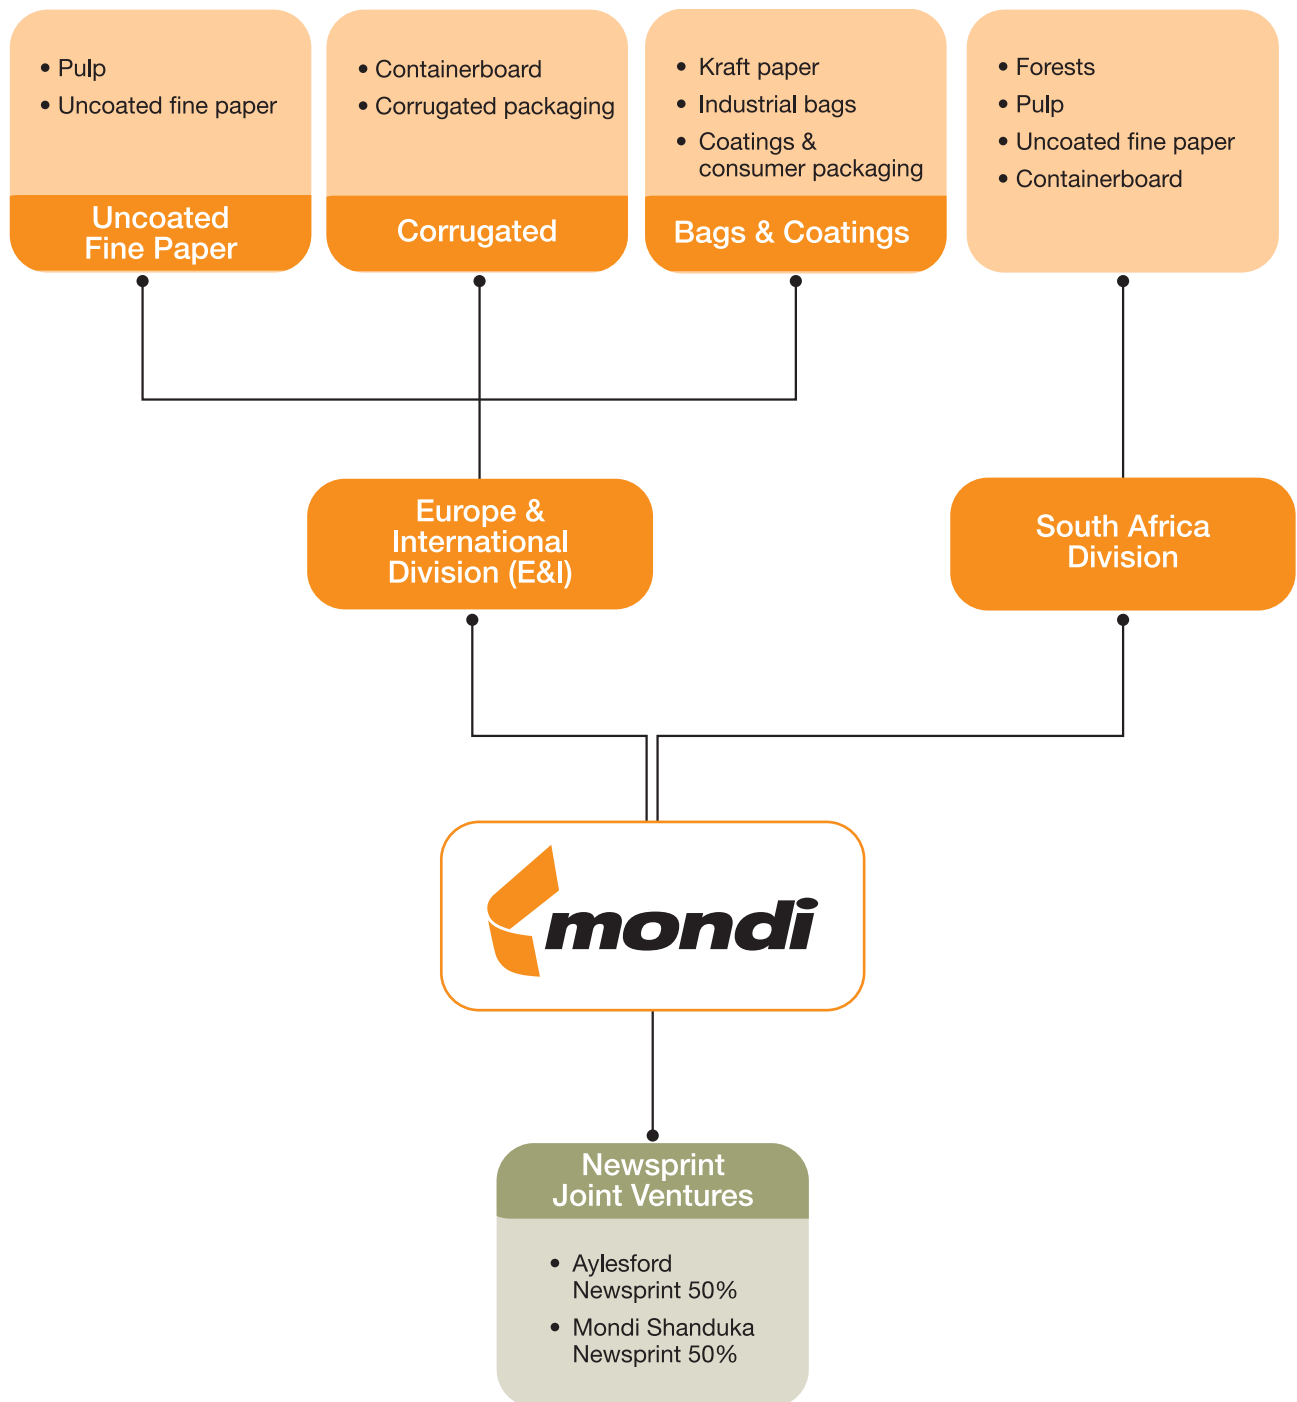 • Pulp
• Uncoated fine paper
Uncoated
Fine Paper
• Containerboard
• Corrugated packaging
Corrugated
• Kraft paper
• Industrial bags
• Coatings &
consumer packaging
Bags & Coatings
• Forests
• Pulp
• Uncoated fine paper
• Containerboard
Europe &
International
Division (E&I)
South Africa
Division
mondi
Newsprint
Joint Ventures
• Aylesford
Newsprint 50%
• Mondi Shanduka
Newsprint 50%